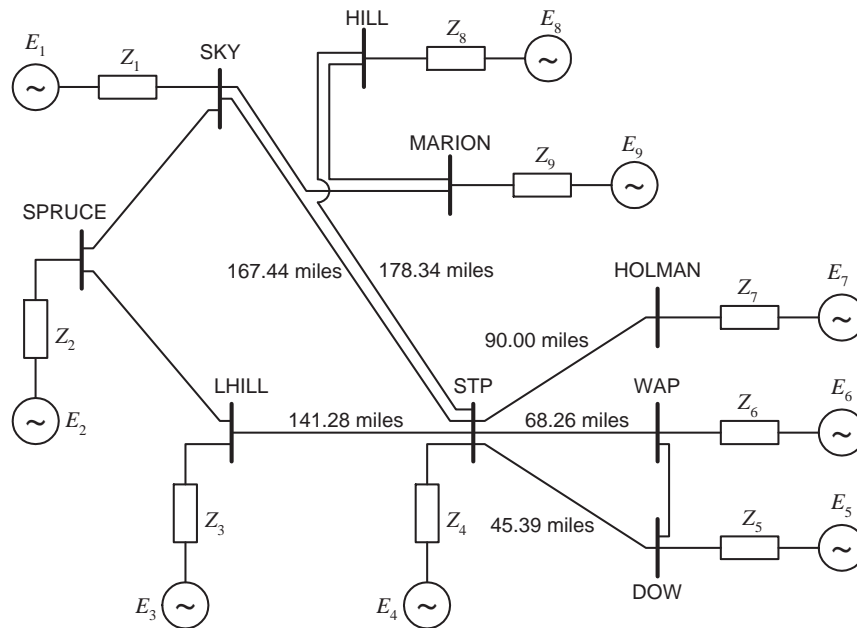 HILL
Z8
E8
SKY
E1
Z1
MARION
Z9
E9
SPRUCE
167.44 miles
178.34 miles
HOLMAN
Z7
E7
Z2
90.00 miles
LHILL
STP
WAP
E6
E2
141.28 miles
68.26 miles
Z6
Z3
Z4
45.39 miles
Z5
E5
DOW
E3
E4